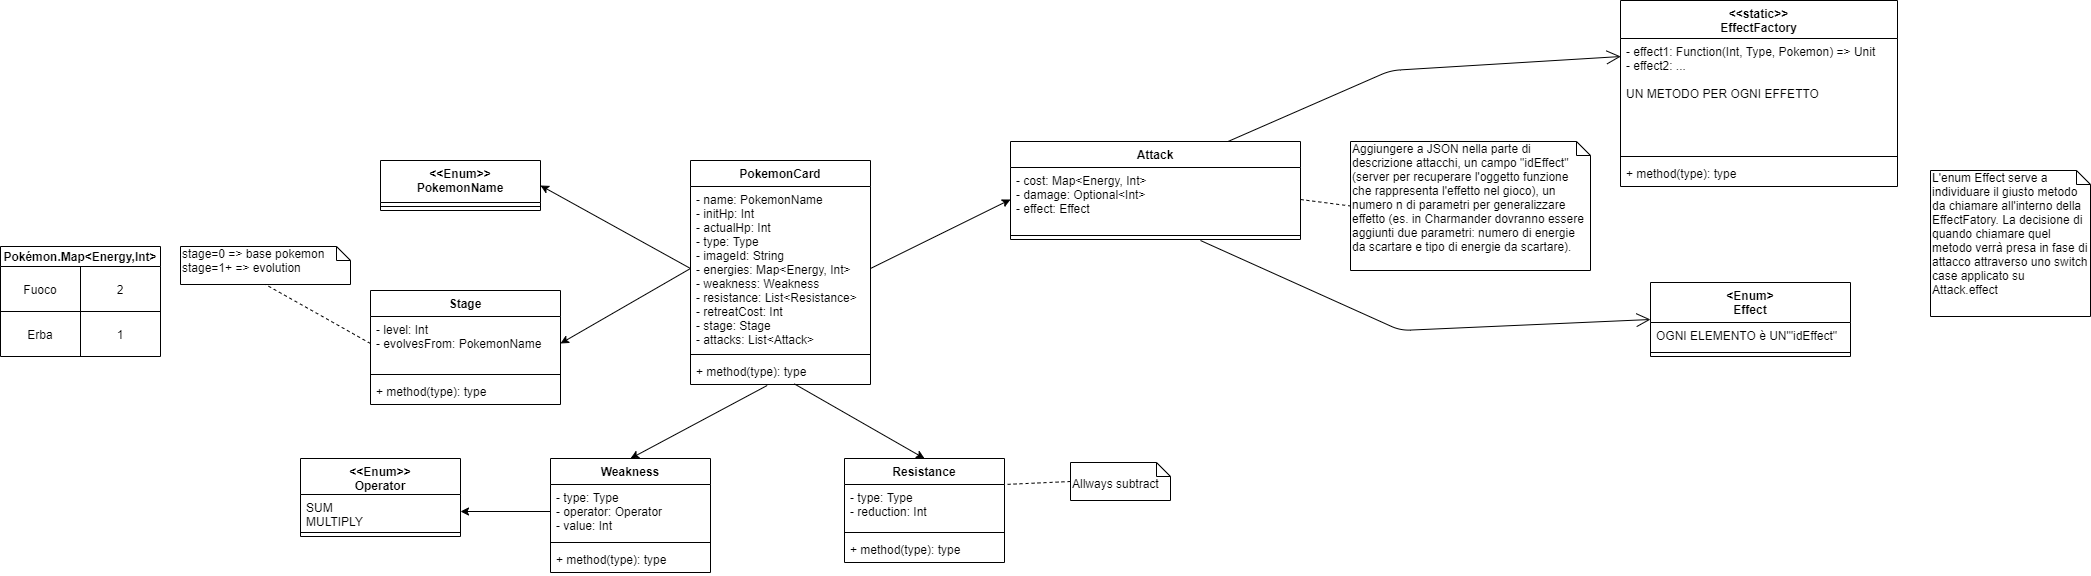 <<static>>
EffectFactory
- effect1: Function(Int, Type, Pokemon) => Unit
- effect2: ...
UN METODO PER OGNI EFFETTO
+ method(type): type
<<Enum>>
PokemonName
PokemonCard
- name: PokemonName
- initHp: Int
- actualHp: Int
- type: Type
- imageId: String
- energies: Map<Energy, Int>
- weakness: Weakness
- resistance: List<Resistance>
- retreatCost: Int
- stage: Stage
- attacks: List<Attack>
+ method(type): type
Attack
- cost: Map<Energy, Int>
- damage: Optional<Int>
- effect: Effect
Aggiungere a JSON nella parte di
descrizione attacchi, un campo "idEffect"
(server per recuperare l'oggetto funzione
che rappresenta l'effetto nel gioco), un
numero n di parametri per generalizzare
effetto (es. in Charmander dovranno essere
aggiunti due parametri: numero di energie
da scartare e tipo di energie da scartare).
L'enum Effect serve a
individuare il giusto metodo
da chiamare all'interno della
EffectFatory. La decisione di
quando chiamare quel
metodo verrà presa in fase di
attacco attraverso uno switch
case applicato su
Attack.effect
Pokémon.Map<Energy,Int>
Fuoco 2
Erba 1
stage=0 => base pokemon
stage=1+ => evolution
Stage
- level: Int
- evolvesFrom: PokemonName
+ method(type): type
<Enum>
Effect
OGNI ELEMENTO è UN""idEffect"
<<Enum>>
Operator
SUM
MULTIPLY
Weakness
- type: Type
- operator: Operator
- value: Int
+ method(type): type
Resistance
- type: Type
- reduction: Int
+ method(type): type
Allways subtract